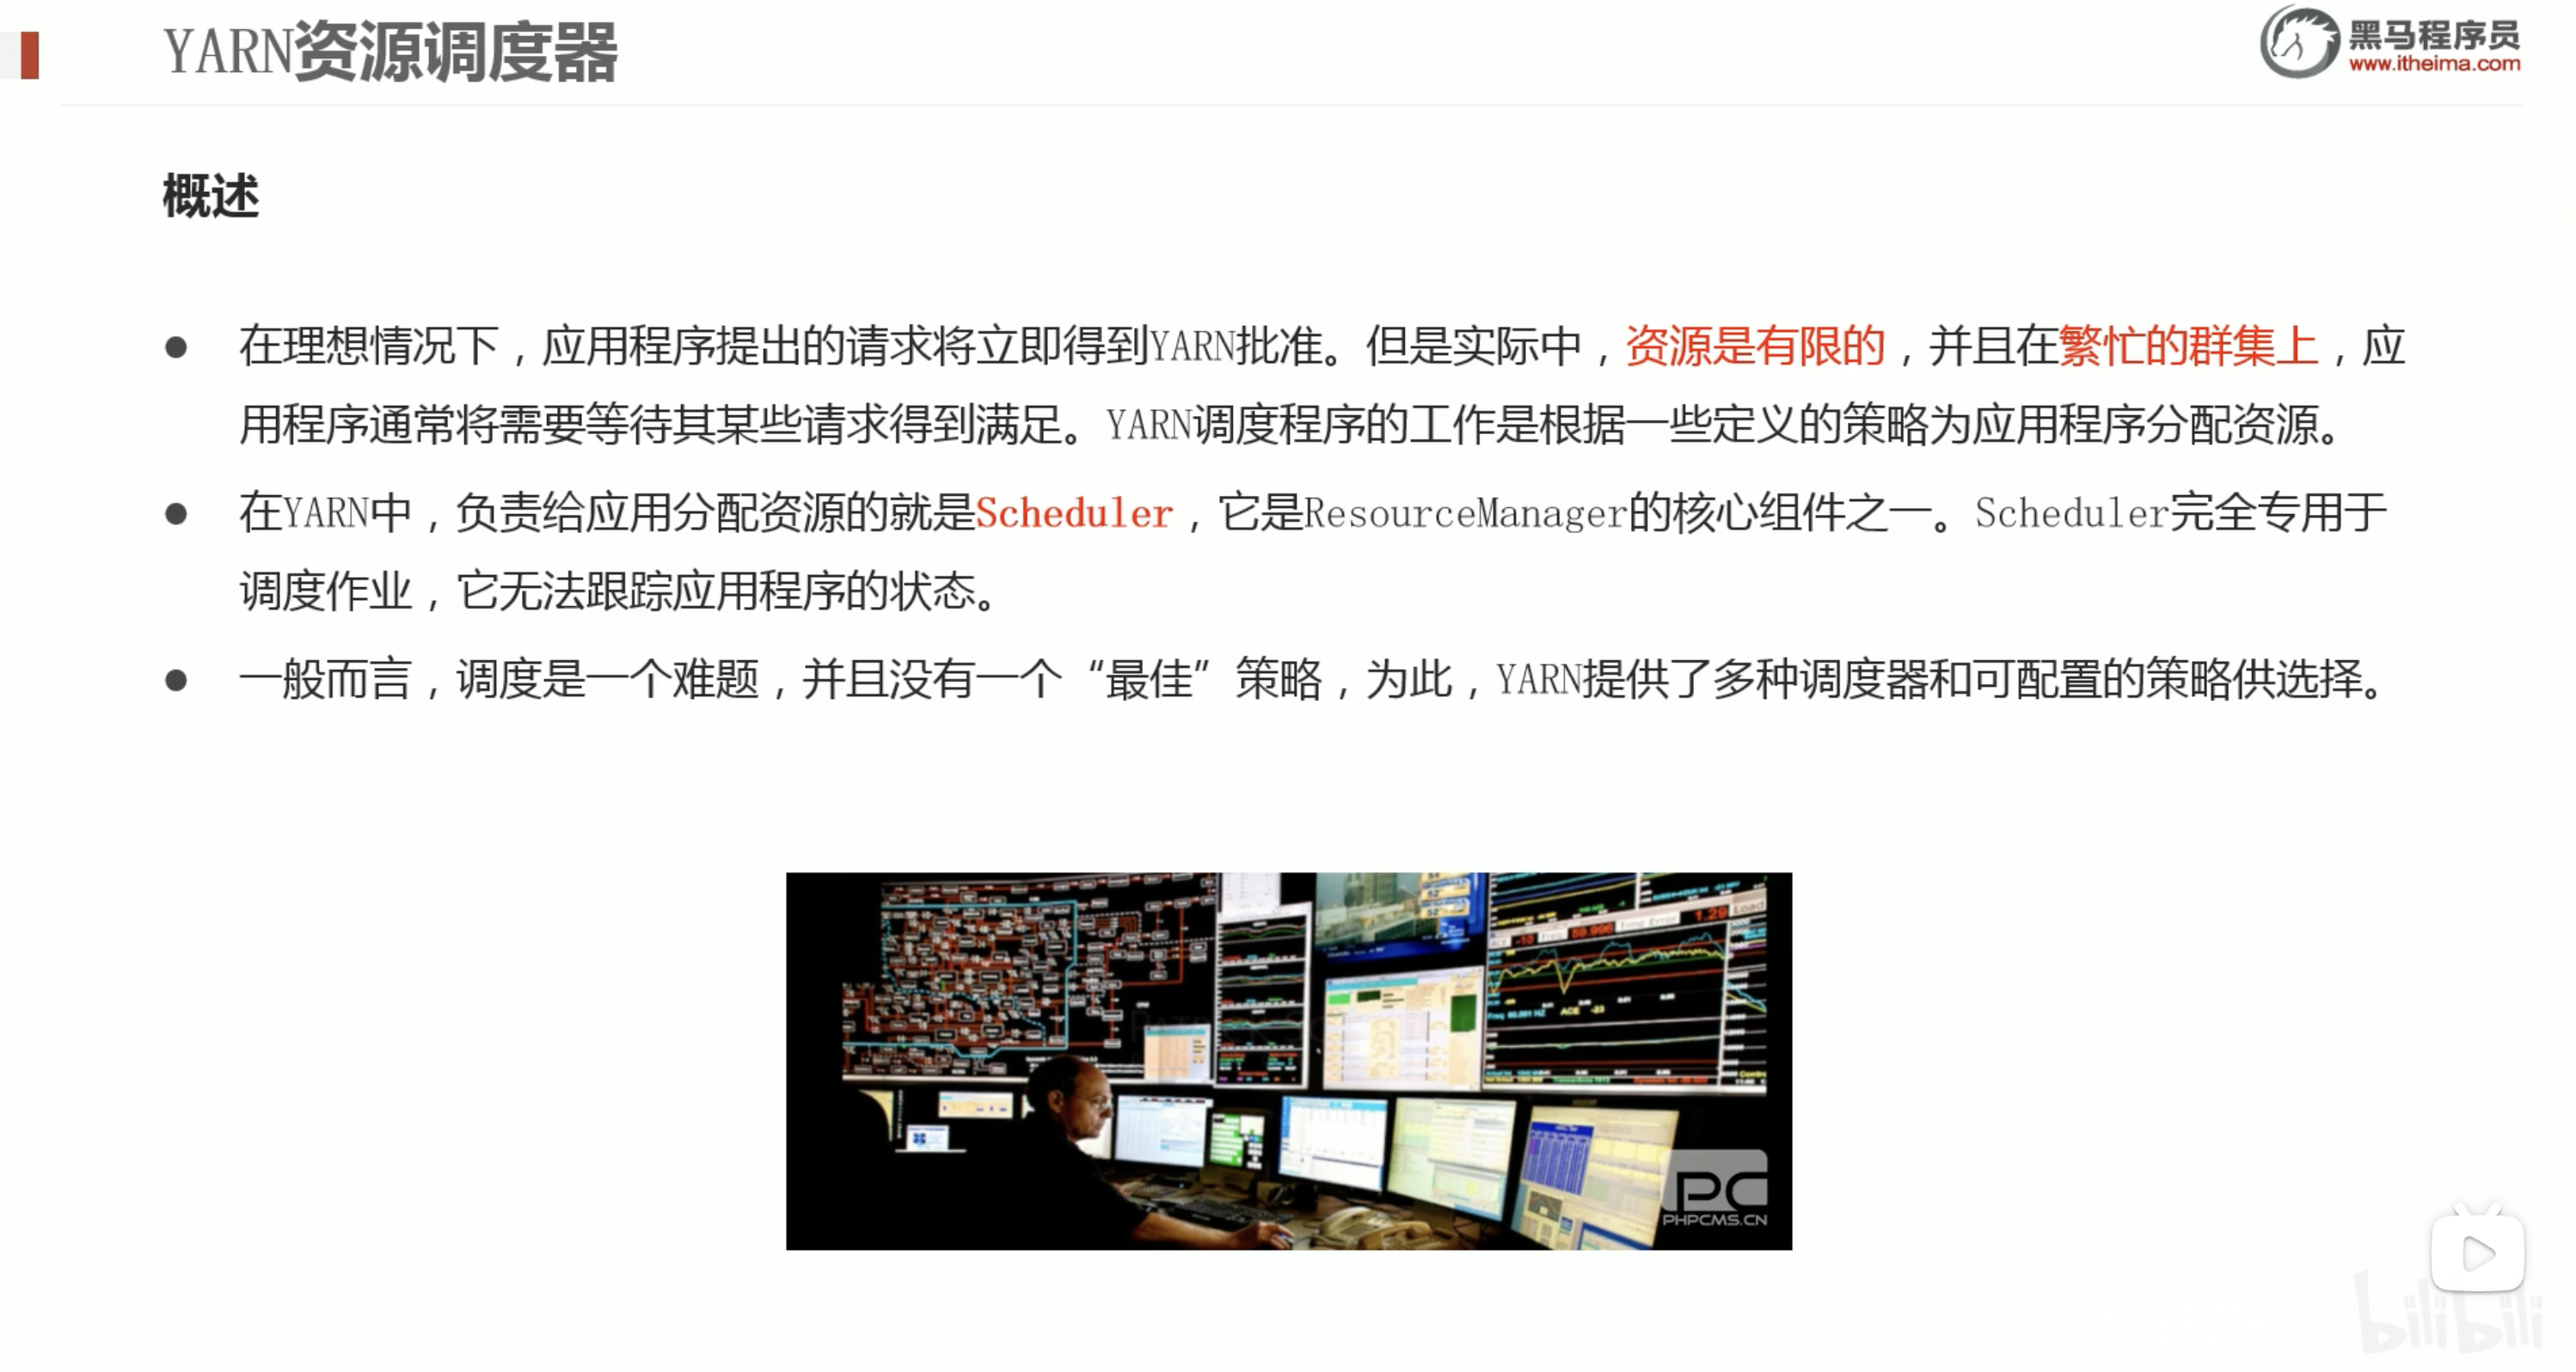 YARN资源调度器
黑马程序员
www.itheima.com
概述
● 在理想情况下，应用程序提出的请求将立即得到YARN批准。但是实际中，资源是有限的，并且在繁忙的群集上，应
用程序通常将需要等待其某些请求得到满足。YARN调度程序的工作是根据一些定义的策略为应用程序分配资源。
● 在YARN中，负责给应用分配资源的就是Scheduler，它是ResourceManager的核心组件之一。Scheduler完全专用于
调度作业，它无法跟踪应用程序的状态。
● 一般而言，调度是一个难题，并且没有一个“最佳”策略，为此，YARN提供了多种调度器和可配置的策略供选择。
1.29 Load
59.996
ACE -23
PC
PHPCMS.CN
bilibili